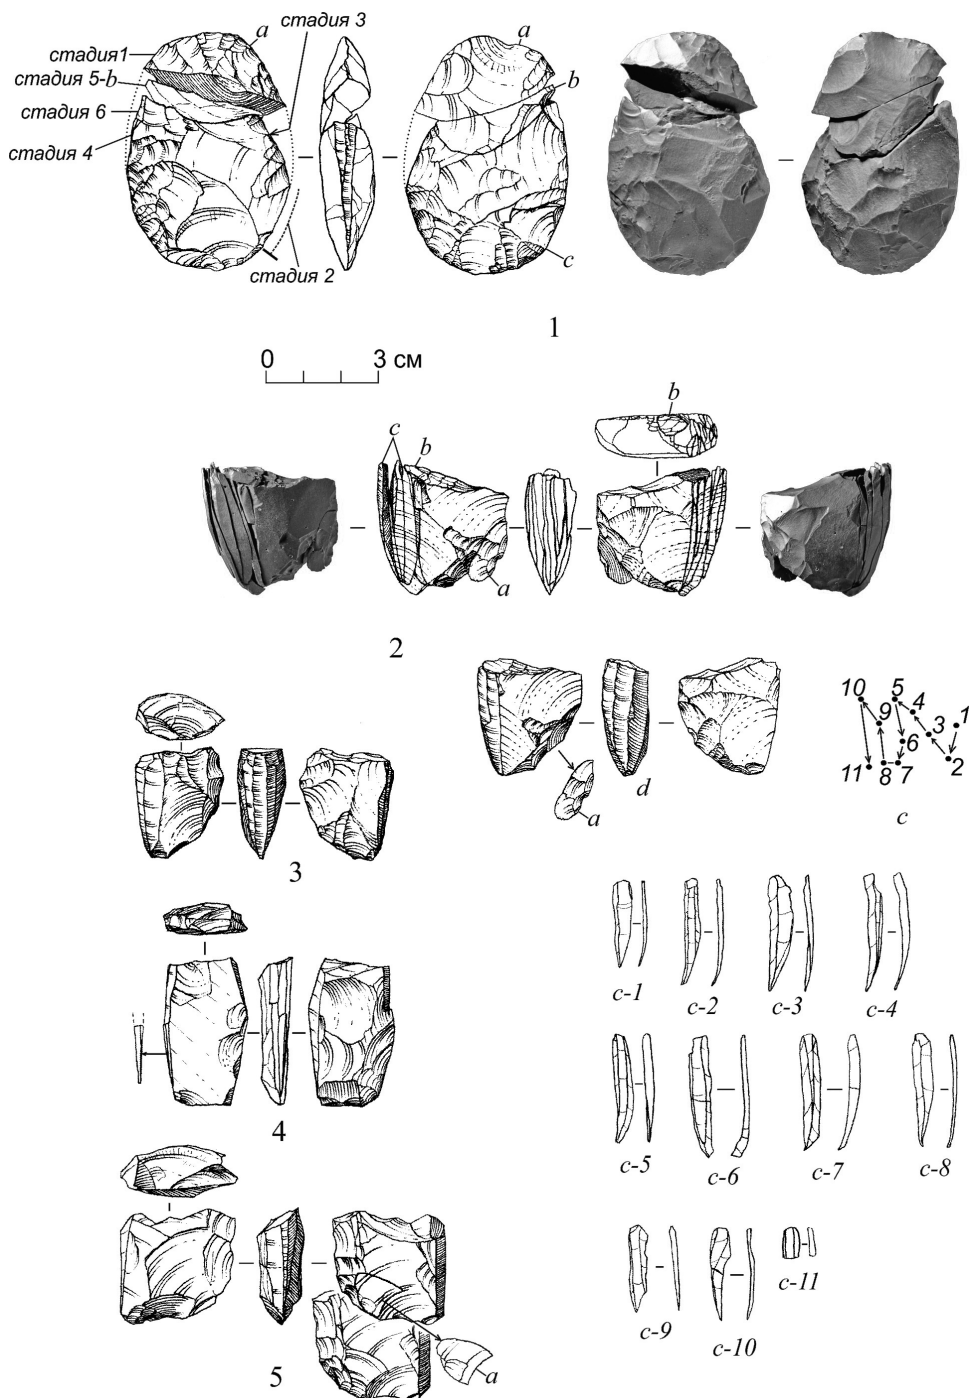 стадия 1
a
стадия 3
стадия 5-b
стадия 6
стадия 4
стадия 2
a
b
c
1
0 3 см
b
c
b
a
2
10 5 4 1
9 3
6
11 8 7 2
c
d
a
3
4
c-1 c-2 c-3 c-4
c-5 c-6 c-7 c-8
c-9 c-10 c-11
5
a